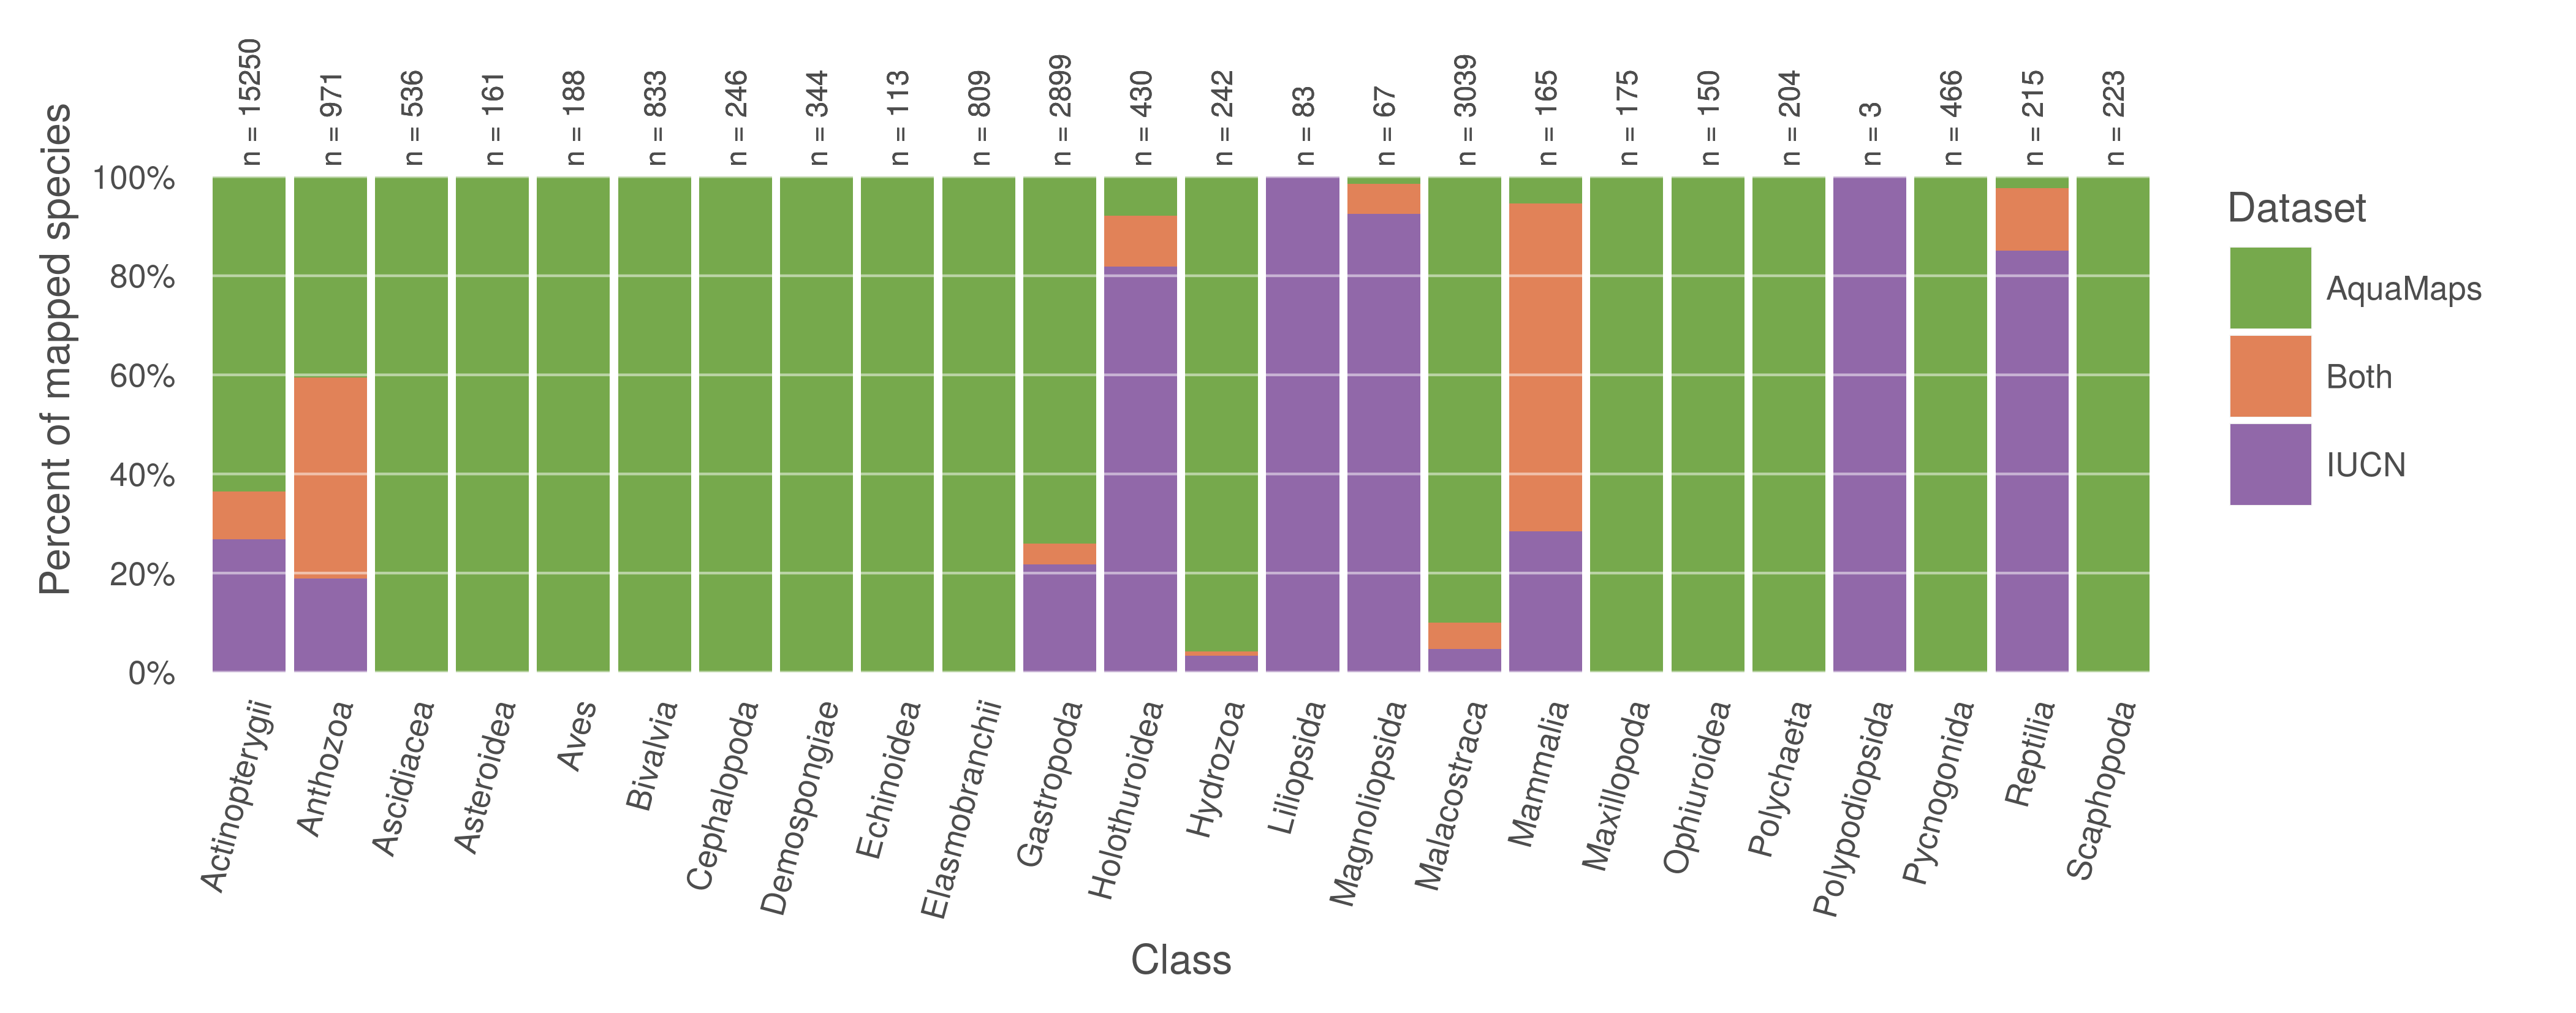 n = 15250
n = 971
n = 536
n = 161
n = 188
n = 833
n = 246
n = 344
n = 113
n = 809
n = 2899
n = 430
n = 242
n = 83
n = 67
n = 3039
n = 165
n = 175
n = 150
n = 204
n = 3
n = 466
n = 215
n = 223
Percent of mapped species
100%
80%
60%
40%
20%
0%
Actinopterygii
Anthozoa
Ascidiacea
Asteroidea
Aves
Bivalvia
Cephalopoda
Demospongiae
Echinoidea
Elasmobranchii
Gastropoda
Holothuroidea
Hydrozoa
Liliopsida
Magnoliopsida
Malacostraca
Mammalia
Maxillopoda
Ophiuroidea
Polychaeta
Polypodiopsida
Pycnogonida
Reptilia
Scaphopoda
Class
Dataset
AquaMaps
Both
IUCN